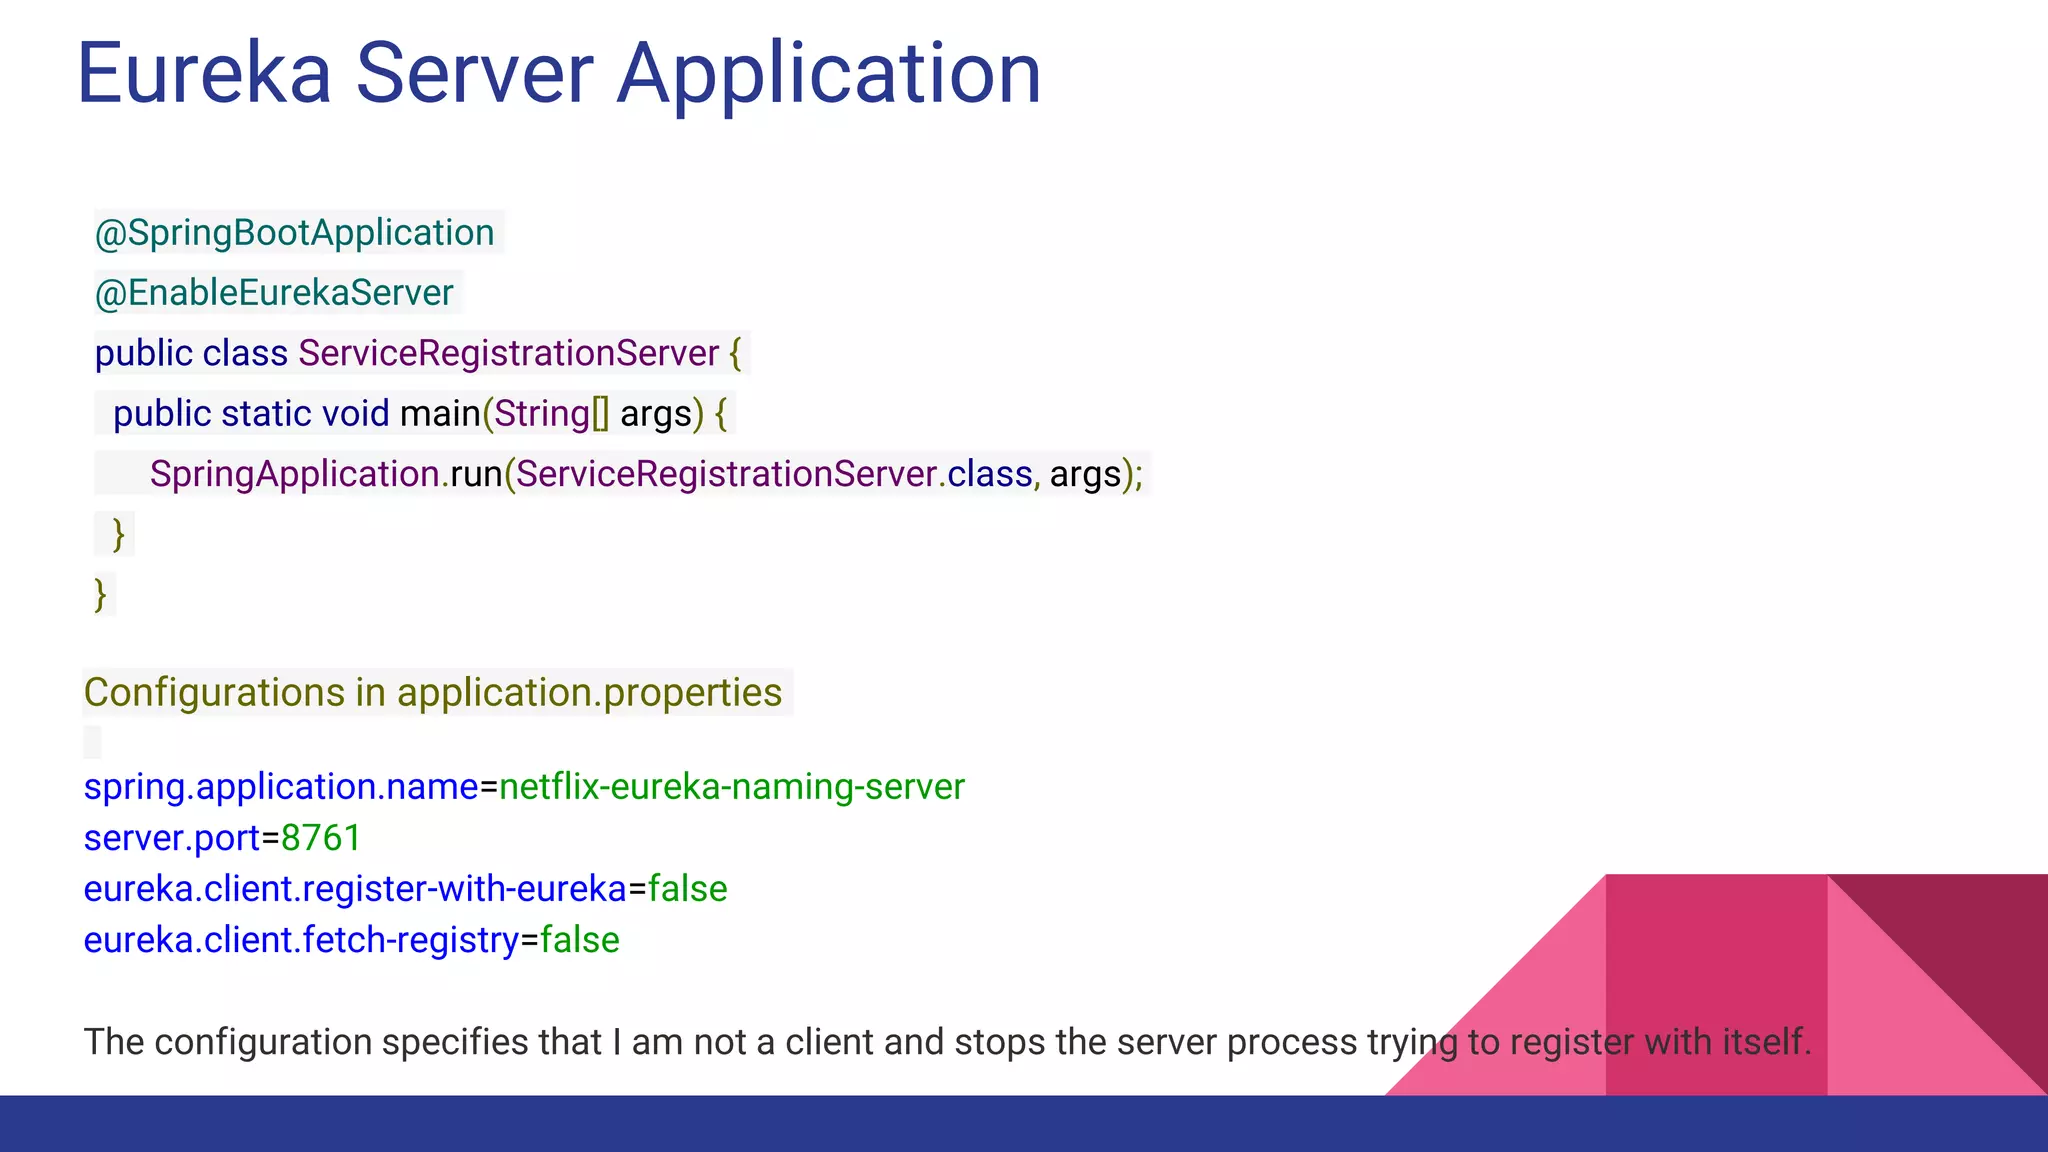 Eureka Server Application
@SpringBootApplication
@EnableEurekaServer
public class ServiceRegistrationServer {
public static void main(String[] args) {
SpringApplication.run(ServiceRegistrationServer.class, args);
}
}
Configurations in application.properties
spring.application.name=netflix-eureka-naming-server
server.port=8761
eureka.client.register-with-eureka=false
eureka.client.fetch-registry=false
The configuration specifies that I am not a client and stops the server process trying to register with itself.